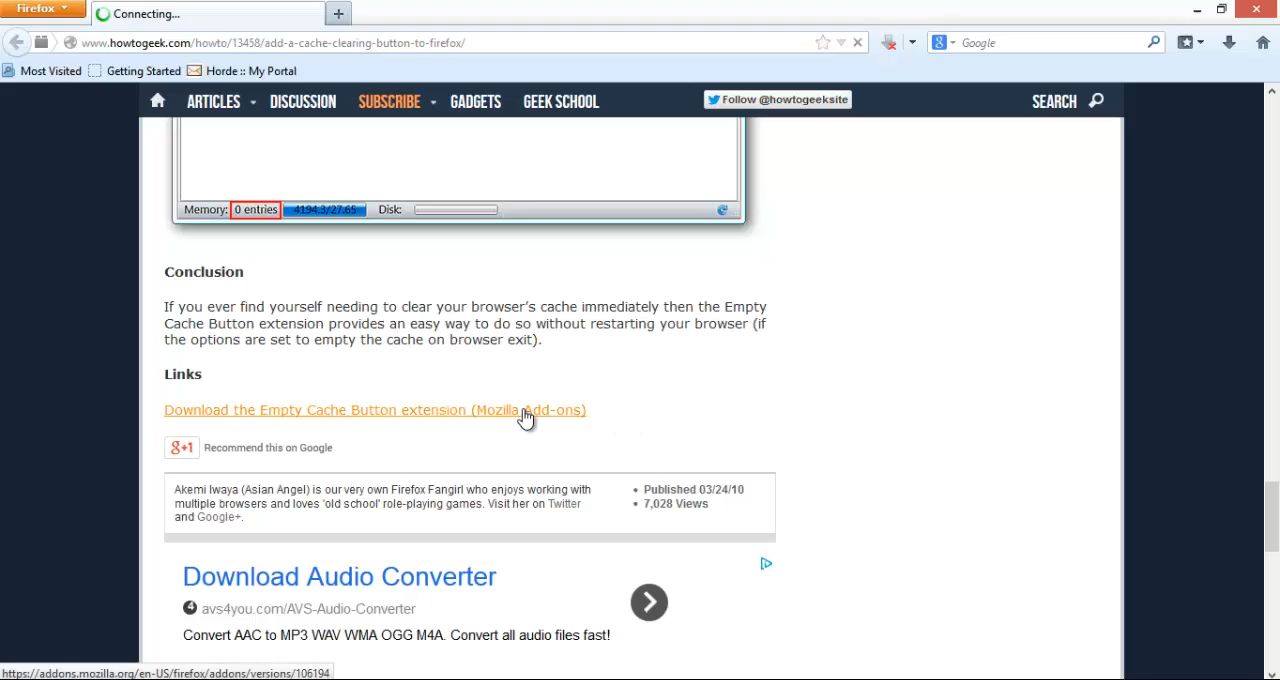 Firefox
Connecting...
www.howtogeek.com/howto/13458/add-a-cache-clearing-button-to-firefox/
Google
Most Visited Getting Started Horde :: My Portal
ARTICLES DISCUSSION SUBSCRIBE GADGETS GEEK SCHOOL Follow @howtogeeksite SEARCH
Memory: 0 entries 4194.3/27.65 Disk:
Conclusion
If you ever find yourself needing to clear your browser's cache immediately then the Empty
Cache Button extension provides an easy way to do so without restarting your browser (if
the options are set to empty the cache on browser exit).
Links
Download the Empty Cache Button extension (Mozilla Add-ons)
g+1 Recommend this on Google
Akemi Iwaya (Asian Angel) is our very own Firefox Fangirl who enjoys working with
multiple browsers and loves 'old school' role-playing games. Visit her on Twitter
and Google+.
• Published 03/24/10
• 7,028 Views
Download Audio Converter
4 avs4you.com/AVS-Audio-Converter
Convert AAC to MP3 WAV WMA OGG M4A. Convert all audio files fast!
https://addons.mozilla.org/en-US/firefox/addons/versions/106194